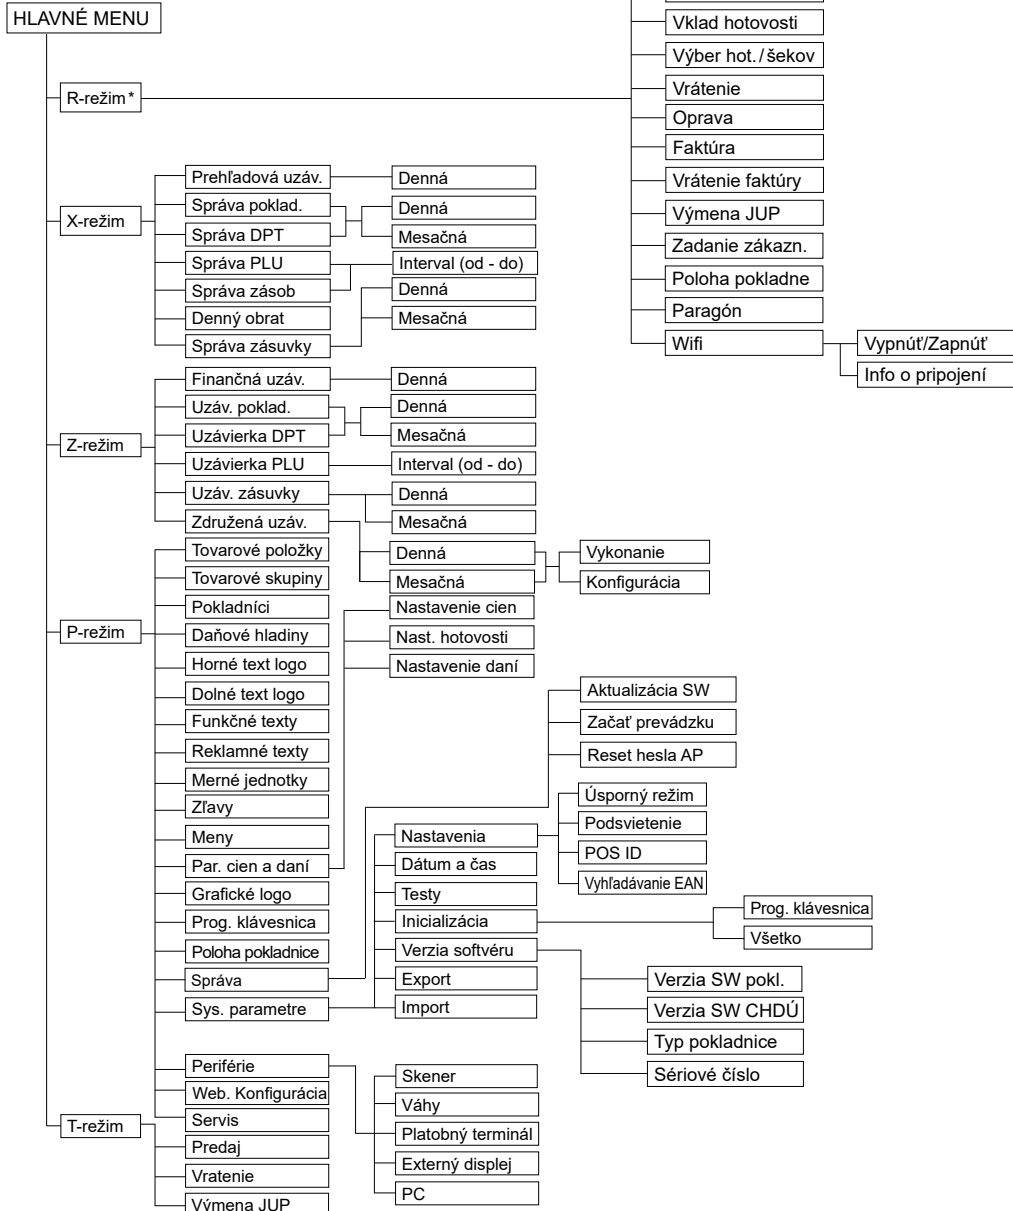 HLAVNÉ MENU
R-režim*
Vklad hotovosti
Výber hot./šekov
Vrátenie
Oprava
Faktúra
Vrátenie faktúry
Výmena JUP
Zadanie zákazn.
Poloha pokladne
Paragón
Wifi
Vypnúť/Zapnúť
Info o pripojení
X-režim
Prehľadová uzáv.
Denná
Správa poklad.
Správa DPT
Denná
Mesačná
Správa PLU
Správa zásob
Interval (od - do)
Denný obrat
Správa zásuvky
Denná
Mesačná
Z-režim
Finančná uzáv.
Denná
Uzáv. poklad.
Uzávierka DPT
Denná
Mesačná
Uzávierka PLU
Interval (od - do)
Uzáv. zásuvky
Denná
Mesačná
Združená uzáv.
Denná
Mesačná
Vykonanie
Konfigurácia
P-režim
Tovarové položky
Tovarové skupiny
Pokladníci
Daňové hladiny
Horné text logo
Dolné text logo
Funkčné texty
Reklamné texty
Merné jednotky
Zľavy
Meny
Par. cien a daní
Nastavenie cien
Nast. hotovosti
Nastavenie daní
Grafické logo
Prog. klávesnica
Poloha pokladnice
Správa
Aktualizácia SW
Začať prevádzku
Reset hesla AP
Sys. parametre
Nastavenia
Úsporný režim
Podsvietenie
POS ID
Vyhľadávanie EAN
Dátum a čas
Testy
Inicializácia
Prog. klávesnica
Všetko
Verzia softvéru
Verzia SW pokl.
Verzia SW CHDÚ
Typ pokladnice
Sériové číslo
Export
Import
Periférie
Skener
Váhy
Platobný terminál
Externý displej
PC
Web. Konfigurácia
Servis
T-režim
Predaj
Vratenie
Výmena JUP